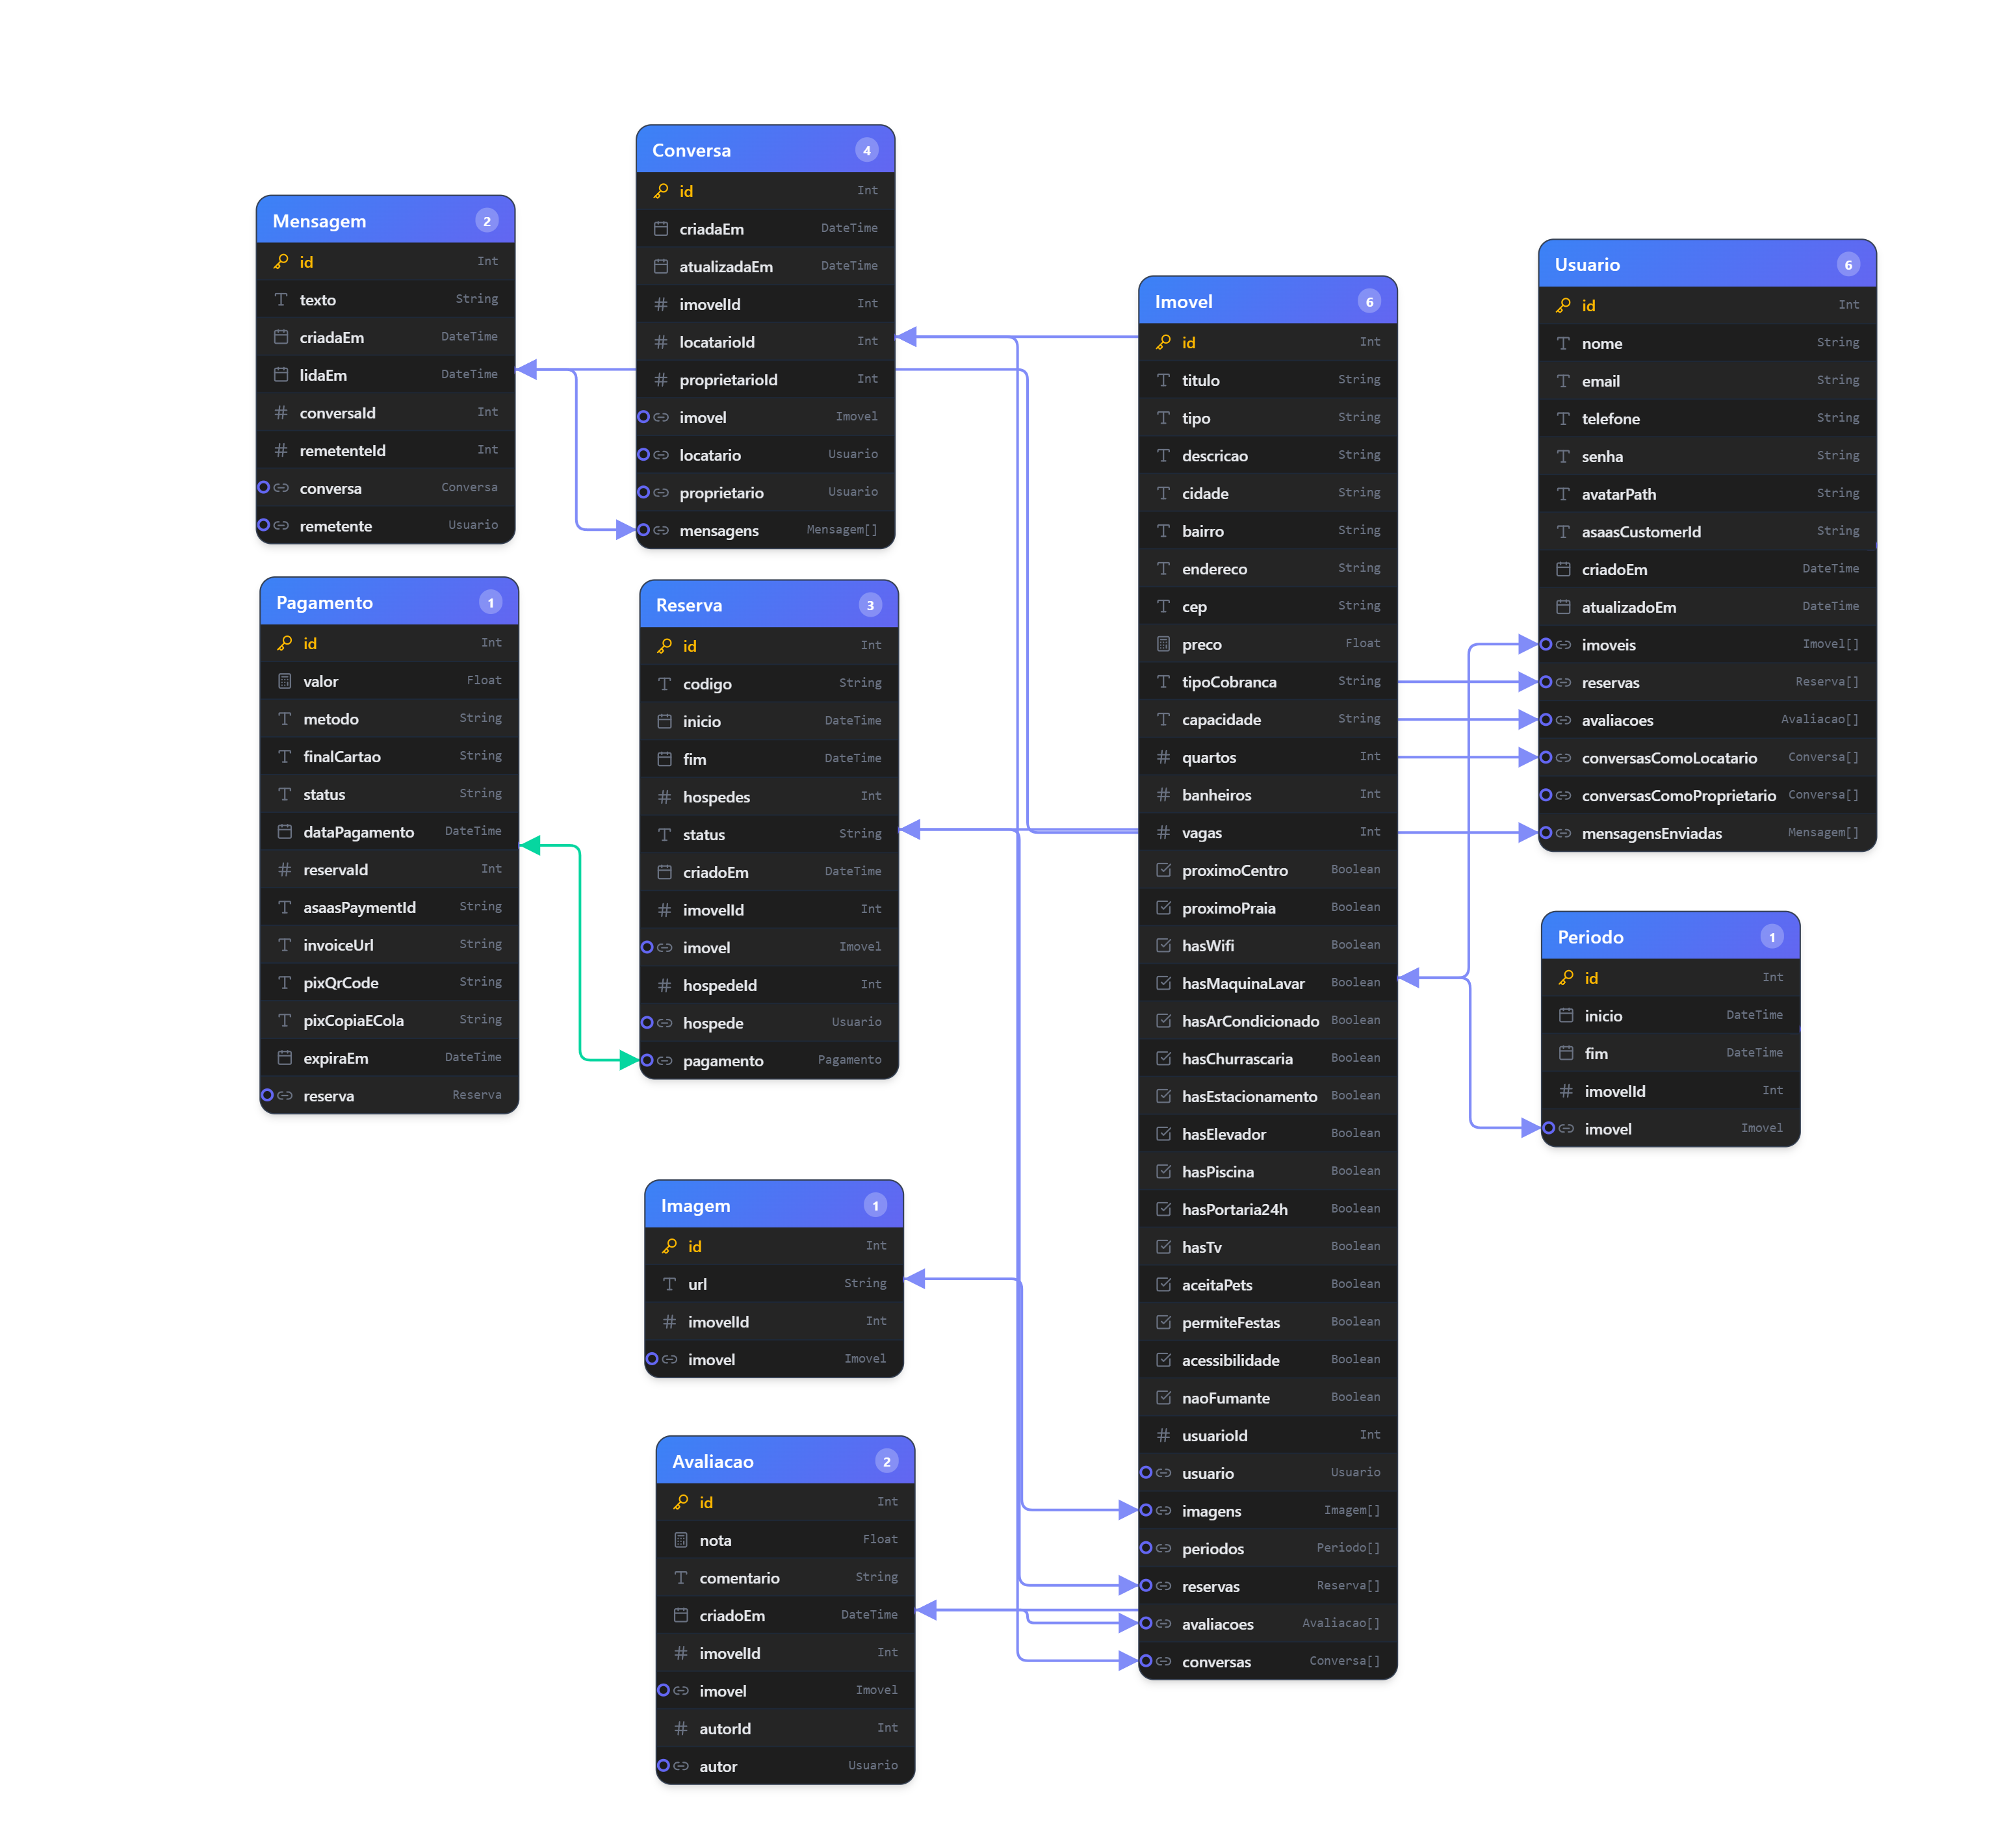 Conversa 4
id Int
criadaEm DateTime
atualizadaEm DateTime
imovelId Int
locatarioId Int
proprietarioId Int
imovel Imovel
locatario Usuario
proprietario Usuario
mensagens Mensagem[]
Mensagem 2
id Int
texto String
criadaEm DateTime
lidaEm DateTime
conversaId Int
remetenteId Int
conversa Conversa
remetente Usuario
Usuario 6
id Int
nome String
email String
telefone String
senha String
avatarPath String
asaasCustomerId String
criadoEm DateTime
atualizadoEm DateTime
imoveis Imovel[]
reservas Reserva[]
avaliacoes Avaliacao[]
conversasComoLocatario Conversa[]
conversasComoProprietario Conversa[]
mensagensEnviadas Mensagem[]
Imovel 6
id Int
titulo String
tipo String
descricao String
cidade String
bairro String
endereco String
cep String
preco Float
tipoCobranca String
capacidade String
quartos Int
banheiros Int
vagas Int
proximoCentro Boolean
proximoPraia Boolean
hasWifi Boolean
hasMaquinaLavar Boolean
hasArCondicionado Boolean
hasChurrascaria Boolean
hasEstacionamento Boolean
hasElevador Boolean
hasPiscina Boolean
hasPortaria24h Boolean
hasTv Boolean
aceitaPets Boolean
permiteFestas Boolean
acessibilidade Boolean
naoFumante Boolean
usuarioId Int
usuario Usuario
imagens Imagem[]
periodos Periodo[]
reservas Reserva[]
avaliacoes Avaliacao[]
conversas Conversa[]
Pagamento 1
id Int
valor Float
metodo String
finalCartao String
status String
dataPagamento DateTime
reservaId Int
asaasPaymentId String
invoiceUrl String
pixQrCode String
pixCopiaECola String
expiraEm DateTime
reserva Reserva
Reserva 3
id Int
codigo String
inicio DateTime
fim DateTime
hospedes Int
status String
criadoEm DateTime
imovelId Int
imovel Imovel
hospedeId Int
hospede Usuario
pagamento Pagamento
Periodo 1
id Int
inicio DateTime
fim DateTime
imovelId Int
imovel Imovel
Imagem 1
id Int
url String
imovelId Int
imovel Imovel
Avaliacao 2
id Int
nota Float
comentario String
criadoEm DateTime
imovelId Int
imovel Imovel
autorId Int
autor Usuario